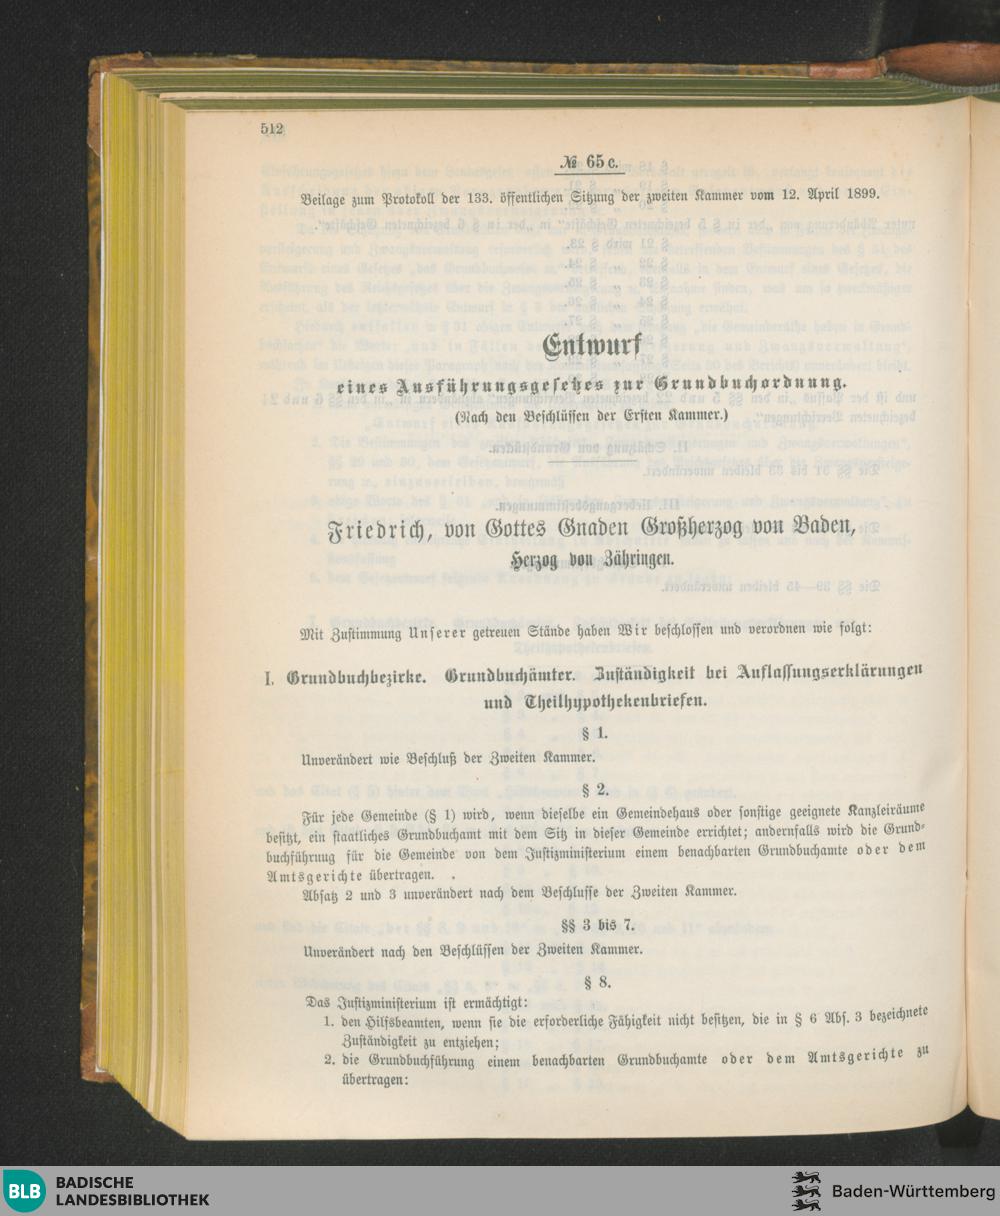 512
№ 65c.
Beilage zum Protokoll der 133. öffentlichen Sitzung der zweiten Kammer vom 12. April 1899.
Entwurf
eines Ausführungsgesetzes zur Grundbuchordnung.
(Nach den Beschlüssen der Ersten Kammer.)
Friedrich, von Gottes Gnaden Großherzog von Baden,
Herzog von Zähringen.
Mit Zustimmung Unserer getreuen Stände haben Wir beschlossen und verordnen wie folgt:
I. Grundbuchbezirke. Grundbuchämter. Zuständigkeit bei Auflassungserklärungen
und Theilhypothekenbriefen.
§ 1.
Unverändert wie Beschluß der Zweiten Kammer.
§ 2.
Für jede Gemeinde (§ 1) wird, wenn dieselbe ein Gemeindehaus oder sonstige geeignete Kanzleiräume
besitzt, ein staatliches Grundbuchamt mit dem Sitz in dieser Gemeinde errichtet; andernfalls wird die Grund-
buchführung für die Gemeinde von dem Justizministerium einem benachbarten Grundbuchamte oder dem
Amtsgerichte übertragen.
Absatz 2 und 3 unverändert nach dem Beschlusse der Zweiten Kammer.
§§ 3 bis 7.
Unverändert nach den Beschlüssen der Zweiten Kammer.
§ 8.
Das Justizministerium ist ermächtigt:
1. den Hilfsbeamten, wenn sie die erforderliche Fähigkeit nicht besitzen, die in § 6 Abs. 3 bezeichnete
Zuständigkeit zu entziehen;
2. die Grundbuchführung einem benachbarten Grundbuchamte oder dem Amtsgerichte zu
übertragen:
BLB BADISCHE
LANDESBIBLIOTHEK
Baden-Württemberg